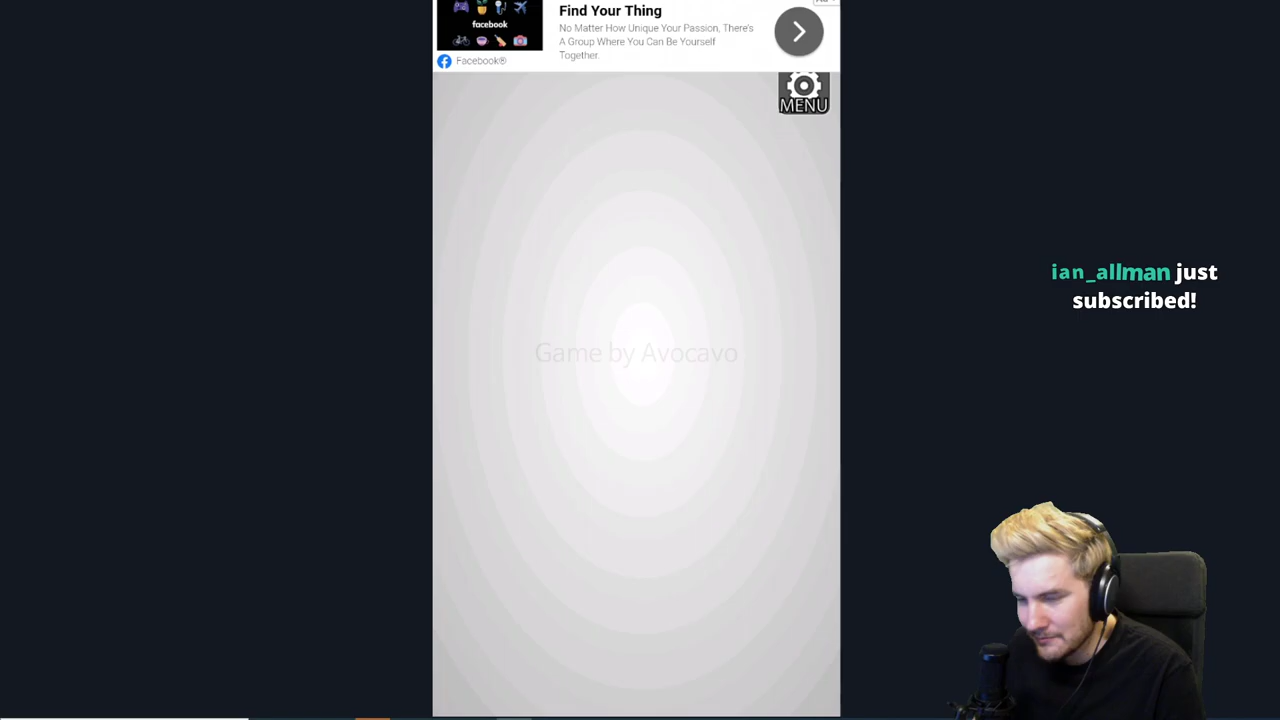 Find Your Thing
No Matter How Unique Your Passion, There's
A Group Where You Can Be Yourself
Together.
facebook
Facebook®
MENU
Game by Avocavo
ian_allman just
subscribed!